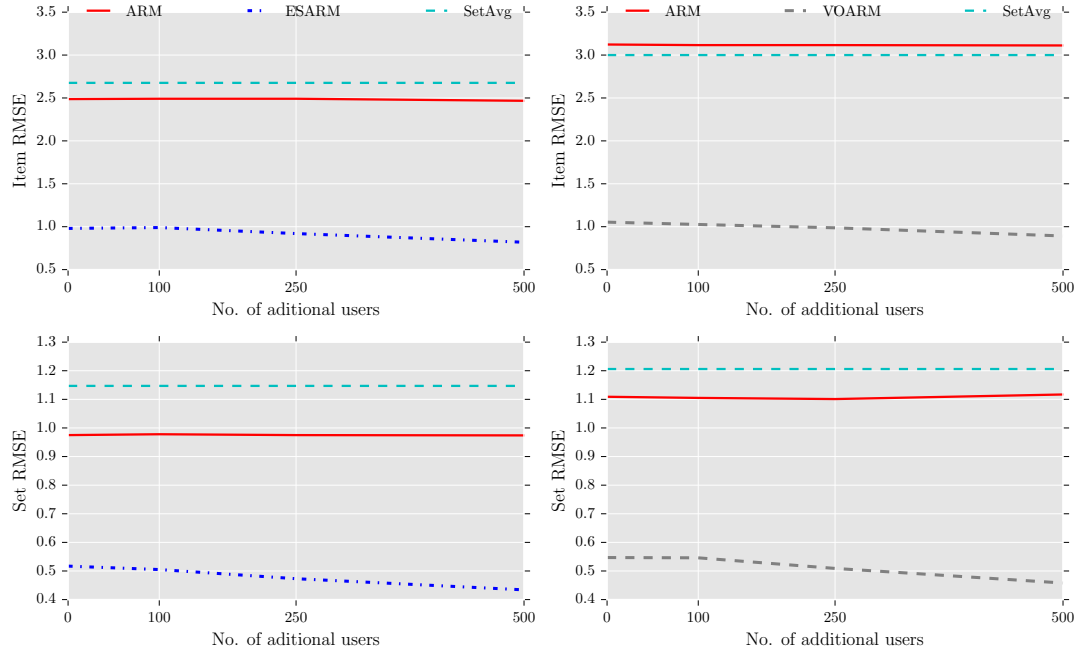 ARM ESARM SetAvg
3.5
3.0
2.5
2.0
1.5
1.0
0.5
Item RMSE
0 100 250 500
No. of aditional users
ARM VOARM SetAvg
3.5
3.0
2.5
2.0
1.5
1.0
0.5
Item RMSE
0 100 250 500
No. of additional users
1.3
1.2
1.1
1.0
0.9
0.8
0.7
0.6
0.5
0.4
Set RMSE
0 100 250 500
No. of aditional users
1.3
1.2
1.1
1.0
0.9
0.8
0.7
0.6
0.5
0.4
Set RMSE
0 100 250 500
No. of additional users